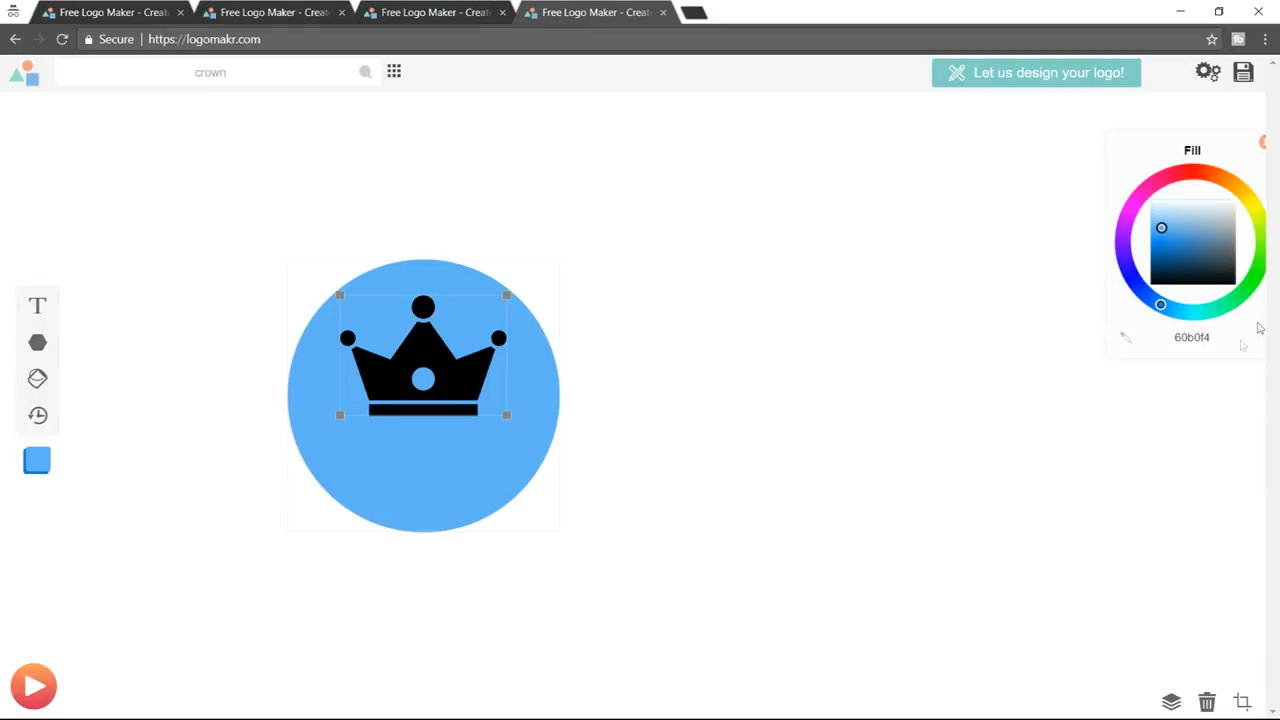 Free Logo Maker - Creat
Free Logo Maker - Creat
Free Logo Maker - Creat
Free Logo Maker - Creat
Secure
https://logomakr.com
fb
crown
Let us design your logo!
Fill
T
60b0f4